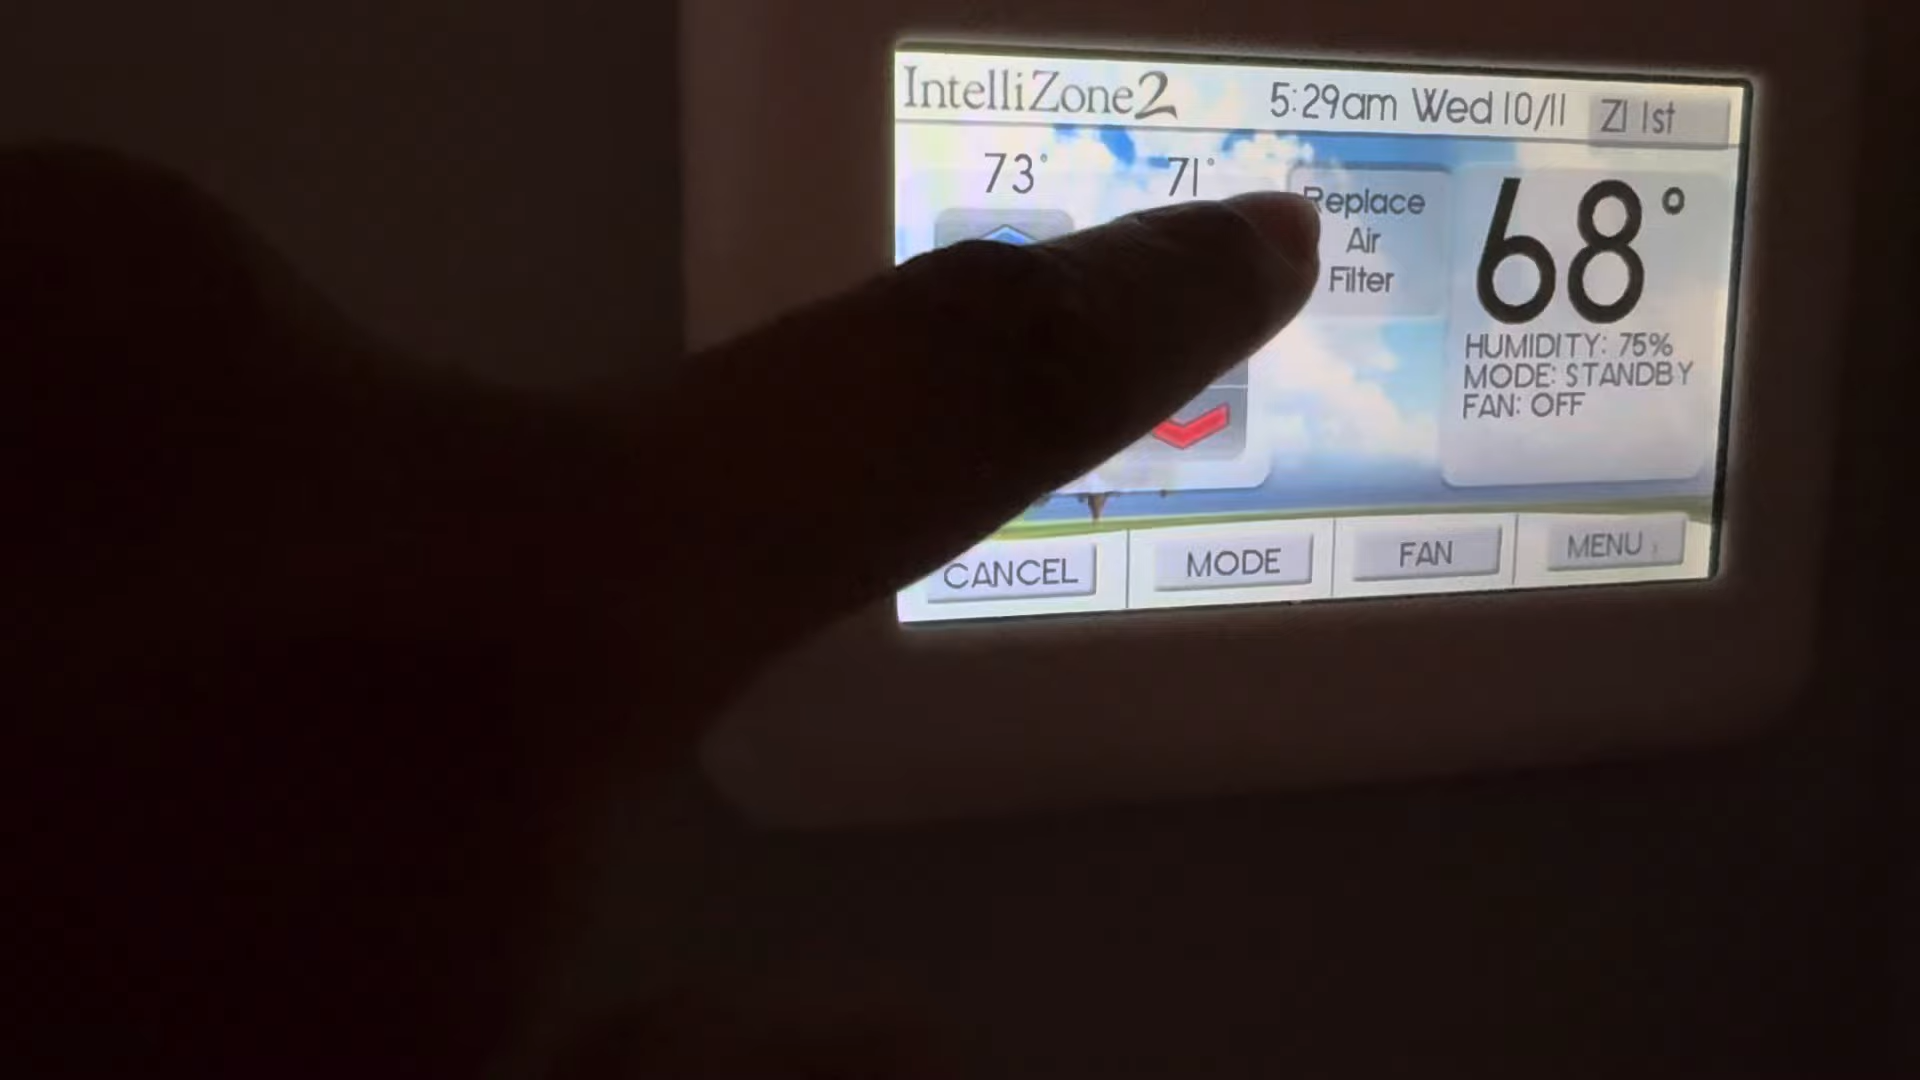 IntelliZone2
5:29am Wed 10/11
Z1 1st
73°
71°
Replace
Air
Filter
68°
HUMIDITY: 75%
MODE: STANDBY
FAN: OFF
CANCEL
MODE
FAN
MENU